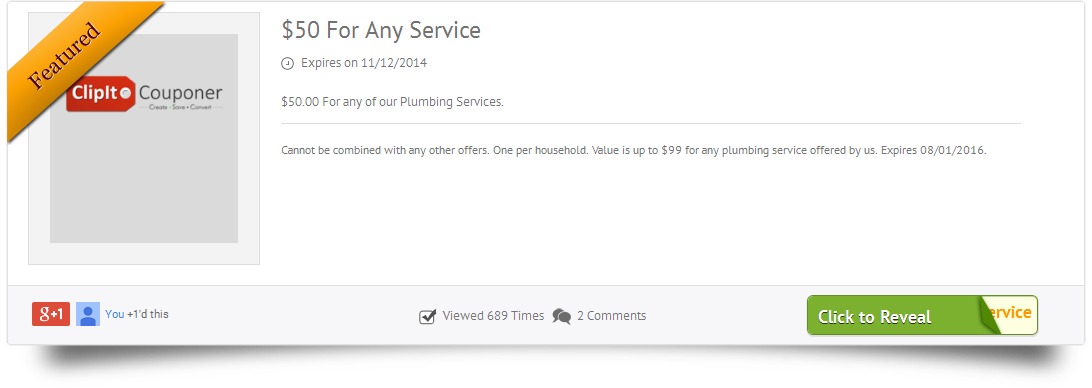 Featured
ClipIt Couponer
Create · Save · Convert
$50 For Any Service
Expires on 11/12/2014
$50.00 For any of our Plumbing Services.
Cannot be combined with any other offers. One per household. Value is up to $99 for any plumbing service offered by us. Expires 08/01/2016.
g+1 You +1'd this
Viewed 689 Times 2 Comments
Click to Reveal ervice